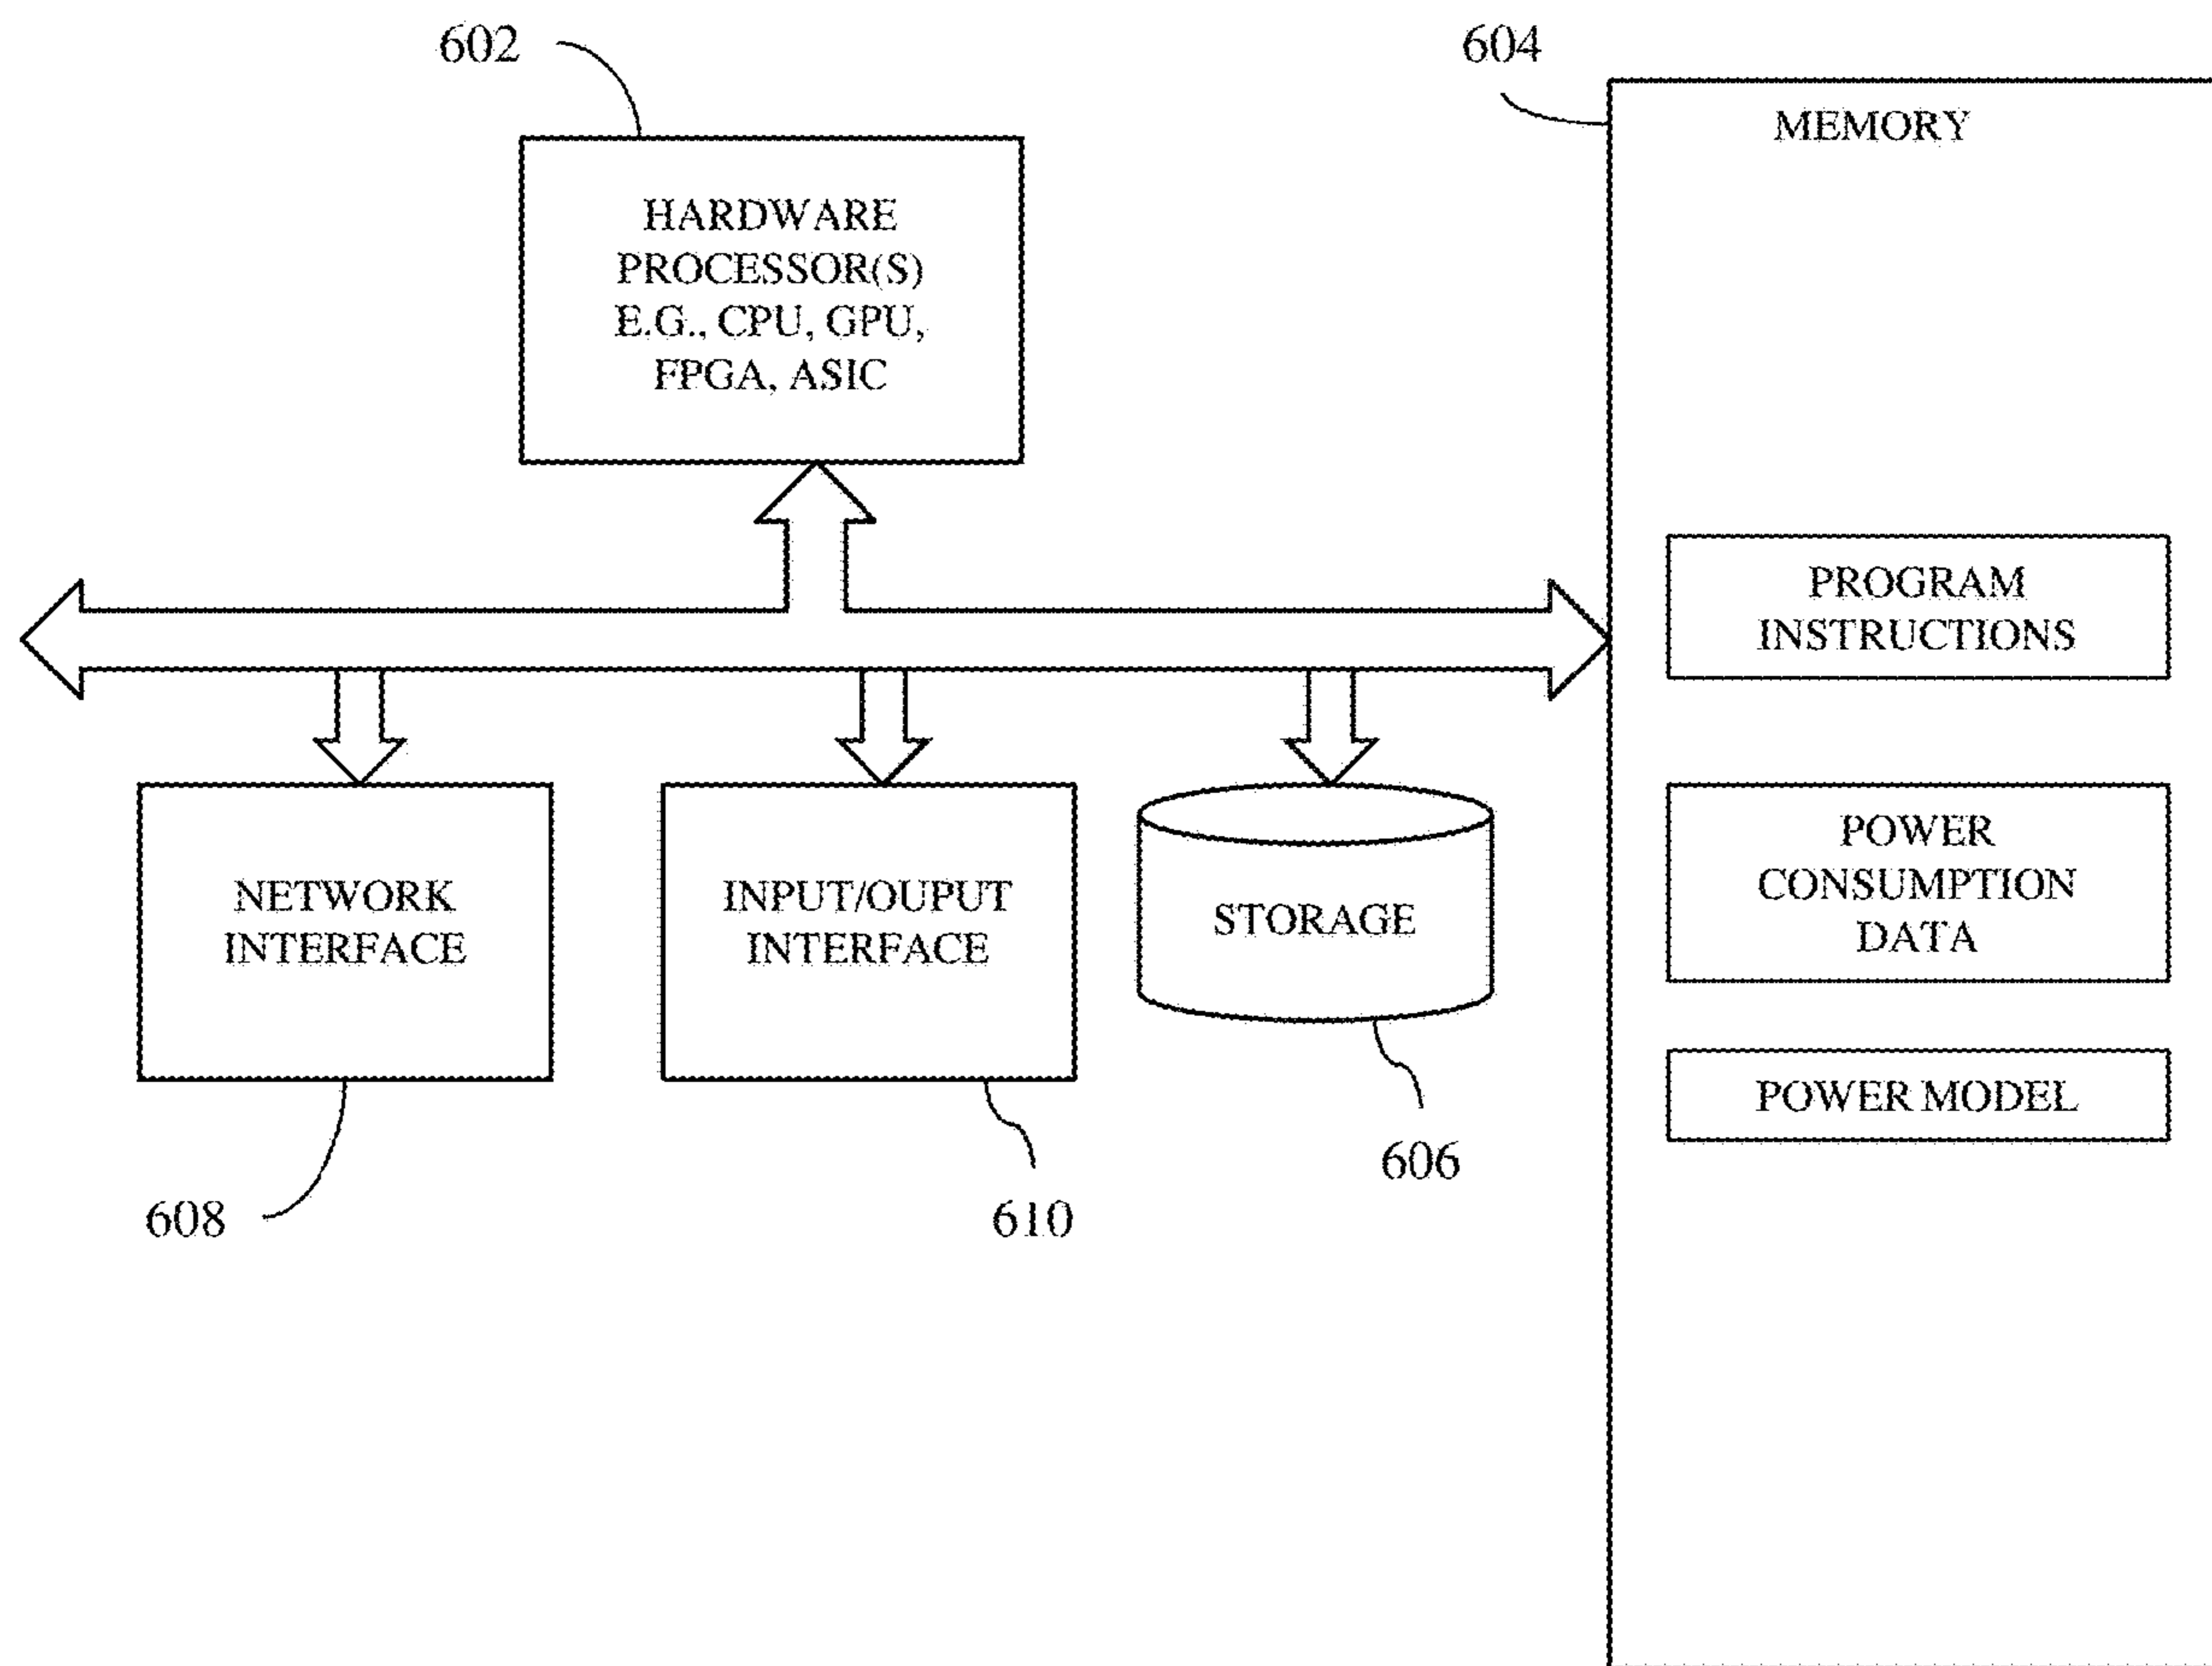 602
604
MEMORY
HARDWARE
PROCESSOR(S)
E.G., CPU, GPU,
FPGA, ASIC
PROGRAM
INSTRUCTIONS
NETWORK
INTERFACE
INPUT/OUPUT
INTERFACE
STORAGE
POWER
CONSUMPTION
DATA
POWER MODEL
606
608
610